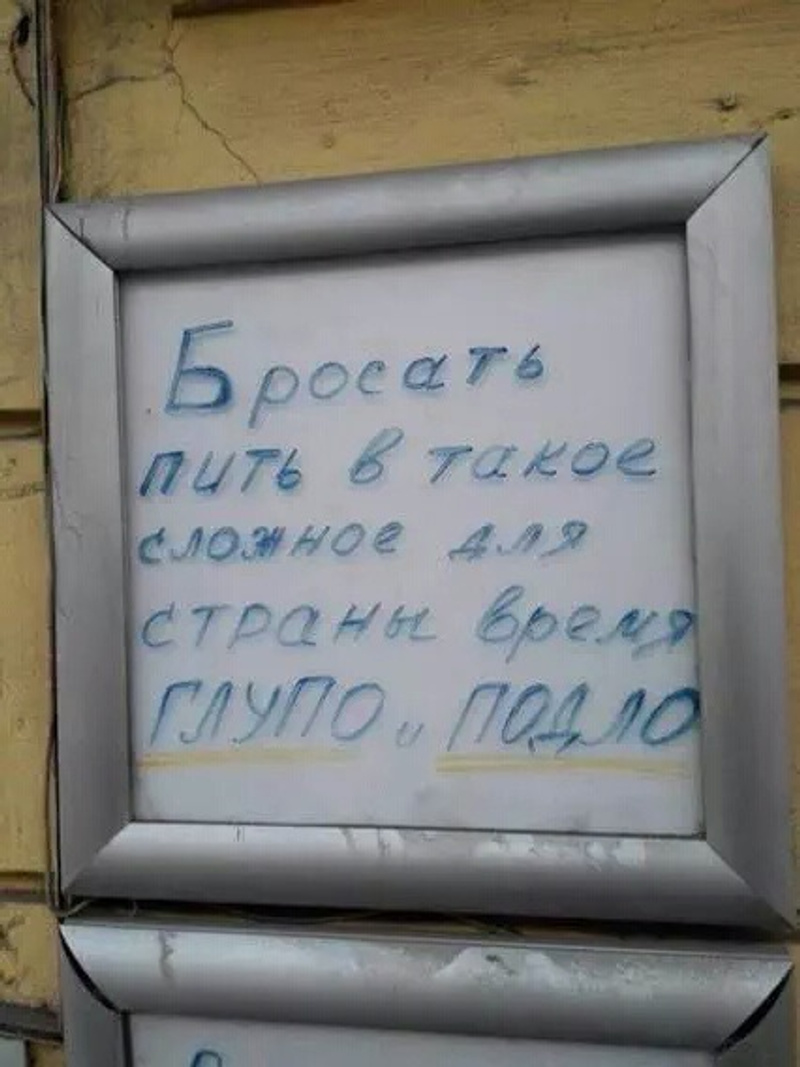 Бросать
пить в такое
сложное для
страны время
ГЛУПО и ПОДЛО